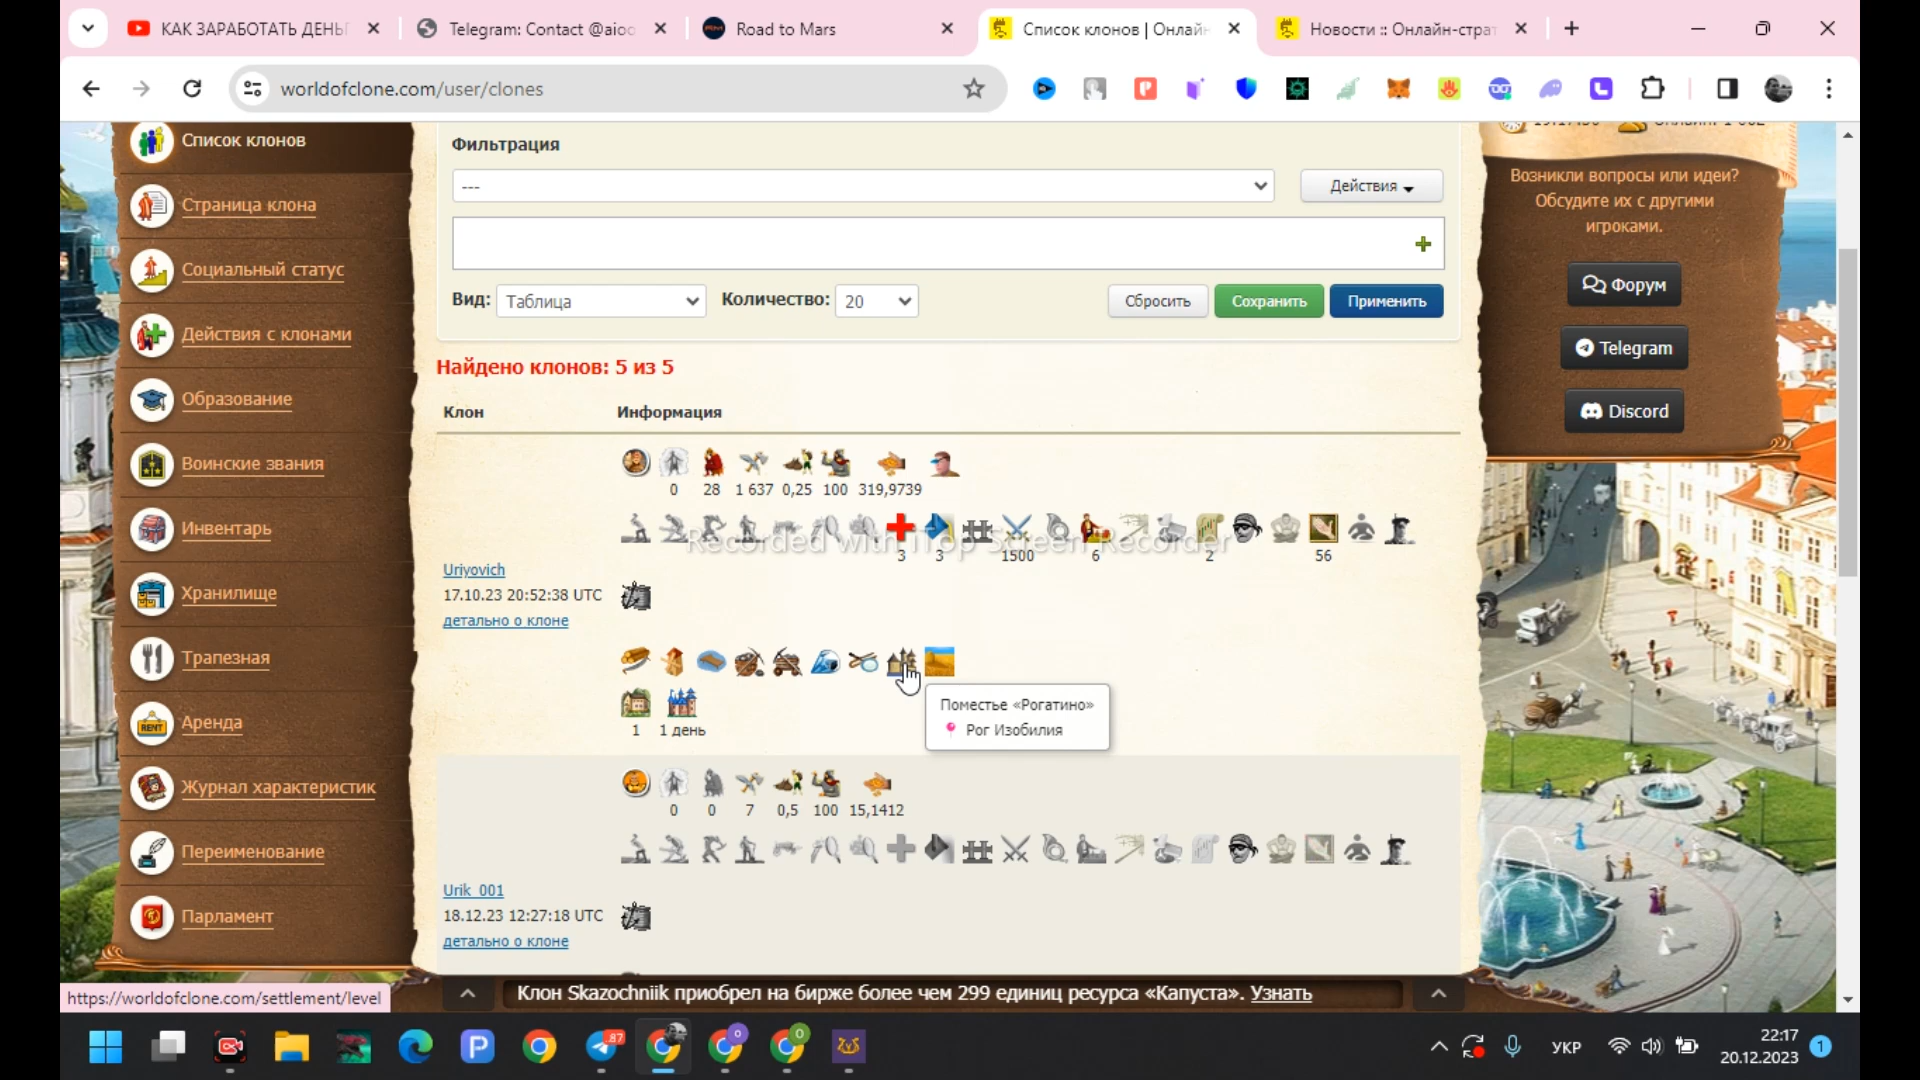 КАК ЗАРАБОТАТЬ ДЕНЬГ
Telegram: Contact @aioc
Road to Mars
Список клонов | Онлайн
Новости :: Онлайн-страт
worldofclone.com/user/clones
Список клонов
Страница клона
Социальный статус
Действия с клонами
Образование
Воинские звания
Инвентарь
Хранилище
Трапезная
Аренда
RENT
Журнал характеристик
Переименование
Парламент
Фильтрация
---
Действия
Вид: Таблица Количество: 20
Сбросить
Сохранить
Применить
Найдено клонов: 5 из 5
Клон Информация
0 28 1 637 0,25 100 319,9739
Recorded with iTop Screen Recorder
3 3 1500 6 2 56
Uriyovich
17.10.23 20:52:38 UTC
детально о клоне
1 1 день
Поместье «Рогатино»
Рог Изобилия
0 0 7 0,5 100 15,1412
Urik_001
18.12.23 12:27:18 UTC
детально о клоне
Возникли вопросы или идеи?
Обсудите их с другими
игроками.
Форум
Telegram
Discord
https://worldofclone.com/settlement/level
Клон Skazochniik приобрел на бирже более чем 299 единиц ресурса «Капуста». Узнать
87
УКР
22:17
20.12.2023
1